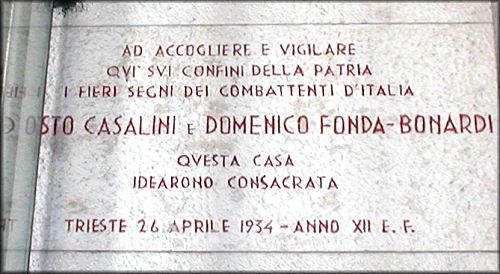 AD ACCOGLIERE E VIGILARE
QVI SVI CONFINI DELLA PATRIA
I FIERI SEGNI DEI COMBATTENTI D'ITALIA
OSTO CASALINI E DOMENICO FONDA-BONARDI
QVESTA CASA
IDEARONO CONSACRATA
TRIESTE 26 APRILE 1934 - ANNO XII E. F.